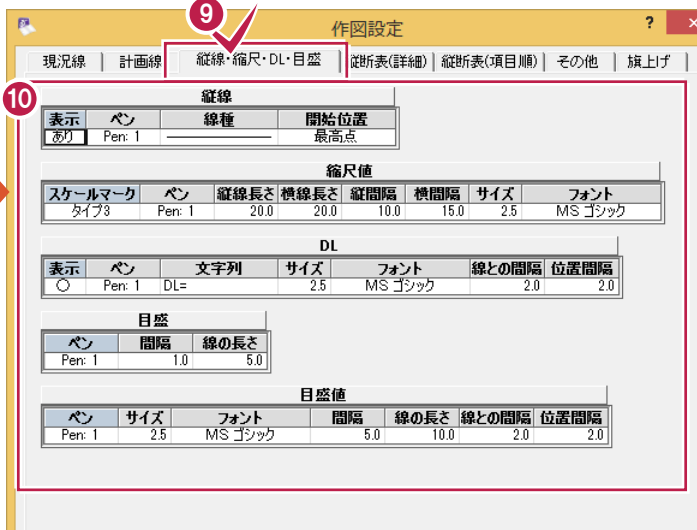 9
作図設定
?
現況線 計画線 縦線・縮尺・DL・目盛 縦断表(詳細) 縦断表(項目順) その他 旗上げ
10
縦線
表示 ペン 線種 開始位置
あり Pen: 1 最高点
縮尺値
スケールマーク ペン 縦線長さ 横線長さ 縦間隔 横間隔 サイズ フォント
タイプ3 Pen: 1 20.0 20.0 10.0 15.0 2.5 MS ゴシック
DL
表示 ペン 文字列 サイズ フォント 線との間隔 位置間隔
○ Pen: 1 DL= 2.5 MS ゴシック 2.0 2.0
目盛
ペン 間隔 線の長さ
Pen: 1 1.0 5.0
目盛値
ペン サイズ フォント 間隔 線の長さ 線との間隔 位置間隔
Pen: 1 2.5 MS ゴシック 5.0 10.0 2.0 2.0